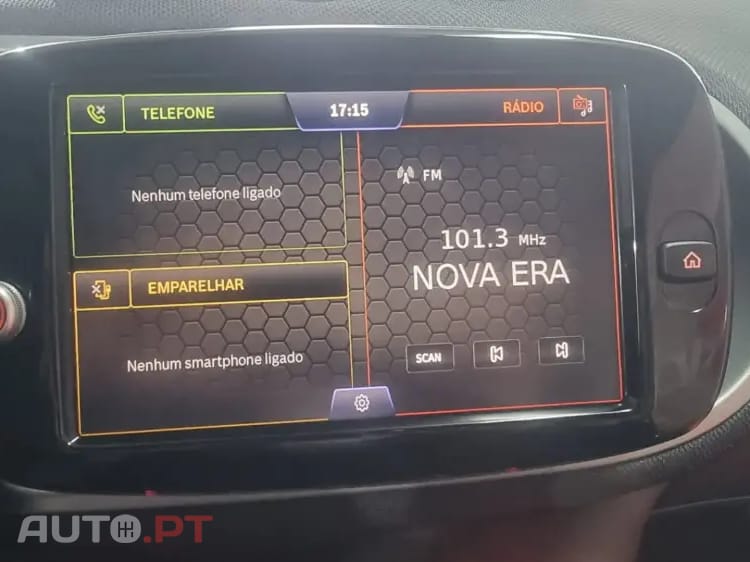 TELEFONE
17:15
RÁDIO
Nenhum telefone ligado
FM
101.3 MHz
NOVA ERA
EMPARELHAR
Nenhum smartphone ligado
SCAN
AUTO.PT